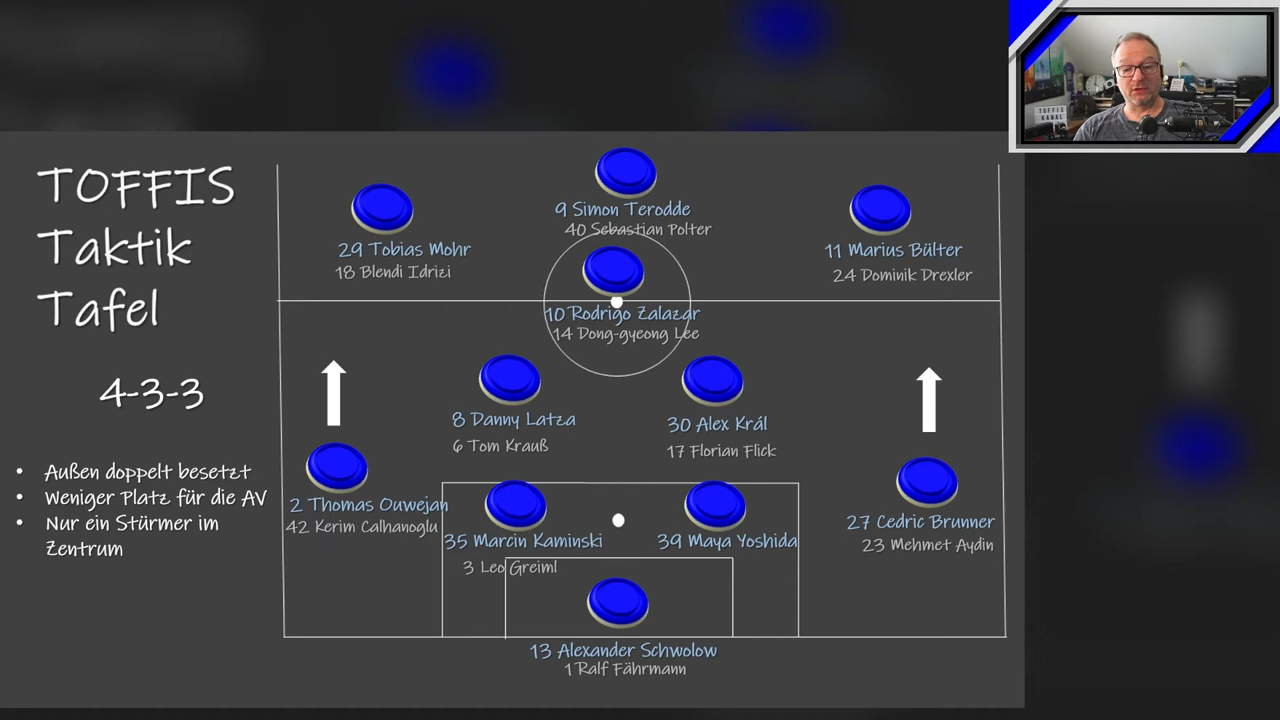 TOFFIS
Taktik
Tafel
4-3-3
• Außen doppelt besetzt
• Weniger Platz für die AV
• Nur ein Stürmer im
Zentrum
9 Simon Terodde
40 Sebastian Polter
29 Tobias Mohr
18 Blendi Idrizi
11 Marius Bülter
24 Dominik Drexler
10 Rodrigo Zalazar
14 Dong-gyeong Lee
8 Danny Latza
6 Tom Krauß
30 Alex Král
17 Florian Flick
2 Thomas Ouwejan
42 Kerim Calhanoglu
35 Marcin Kaminski
3 Leo Greiml
39 Maya Yoshida
27 Cedric Brunner
23 Mehmet Aydin
13 Alexander Schwolow
1 Ralf Fährmann
TOFFIS
KANAL